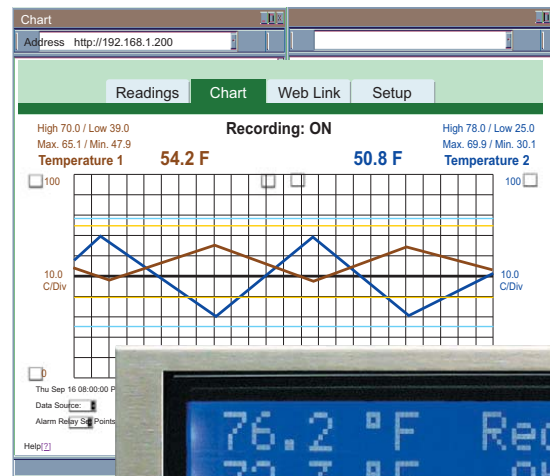 Chart
Address http://192.168.1.200
Readings Chart Web Link Setup
High 70.0 / Low 39.0
Max. 65.1 / Min. 47.9
Temperature 1
54.2 F
Recording: ON
50.8 F
High 78.0 / Low 25.0
Max. 69.9 / Min. 30.1
Temperature 2
100
100
10.0
C/Div
10.0
C/Div
0
Thu Sep 16 08:00:00 P
Data Source:
Alarm Relay Set Points
Help[?]
76.2 °F Rec